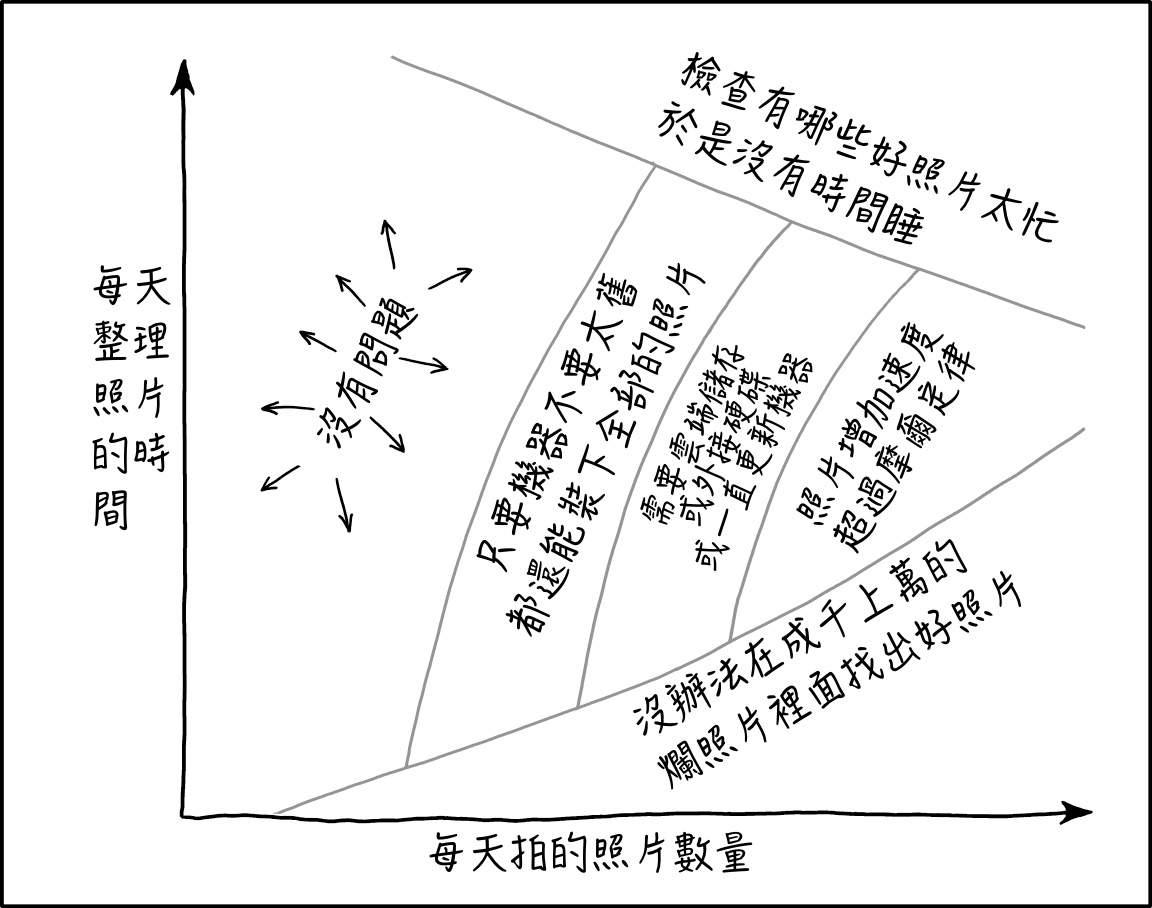 檢查有哪些好照片太忙
於是沒有時間睡
每天
整理
照片
的時
間
沒有問題
只要機器不要太舊
都還能裝下全部的照片
需要雲端儲存
或外接硬碟
或一直更新機器
照片增加速度
超過摩爾定律
沒辦法在成千上萬的
爛照片裡面找出好照片
每天拍的照片數量